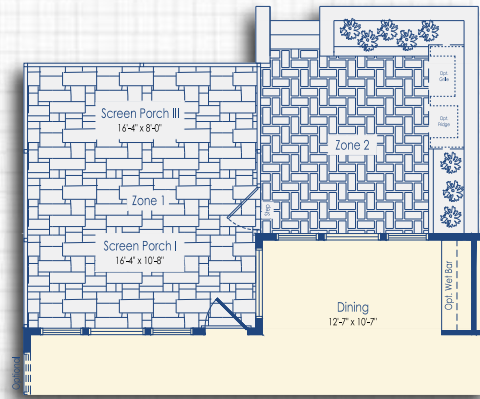 Screen Porch III
16'-4" x 8'-0"
Zone 1
Screen Porch I
16'-4" x 10'-8"
Zone 2
Opt.
Grille
Opt.
Fridge
Step
Dining
12'-7" x 10'-7"
Opt. Wet Bar
Optional